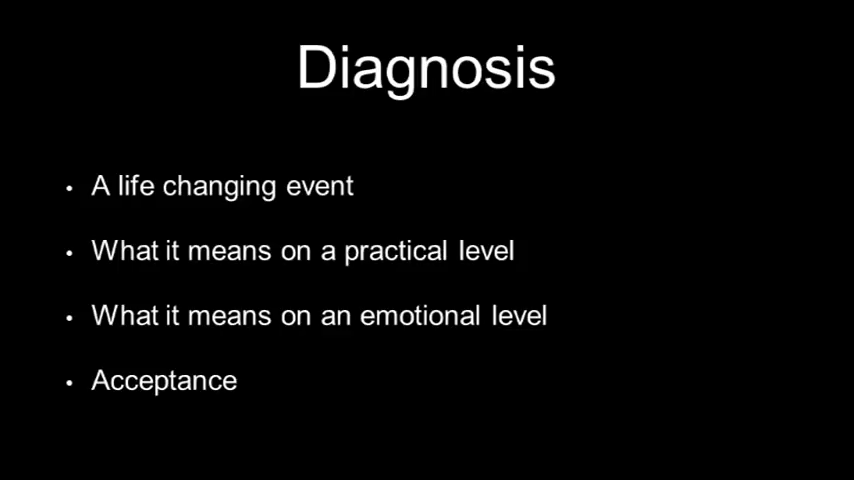 Diagnosis
• A life changing event
• What it means on a practical level
• What it means on an emotional level
• Acceptance